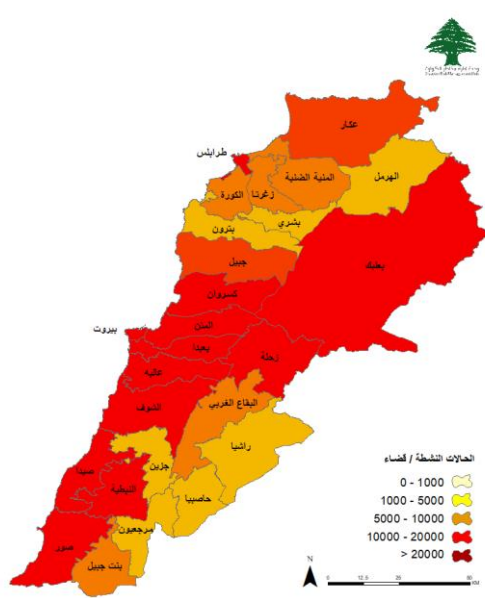 عكار
طرابلس
المنية الضنية
الهرمل
زغرتا
الكورة
بشري
بترون
جبيل
بعلبك
كسروان
المتن
بيروت
بعبدا
زحلة
عاليه
الشوف
البقاع الغربي
راشيا
جزين
صيدا
النبطية
حاصبيا
مرجعيون
صور
بنت جبيل
الحالات النشطة / قضاء
0 - 1000
1000 - 5000
5000 - 10000
10000 - 20000
> 20000
N
0 12.5 25 50
KM